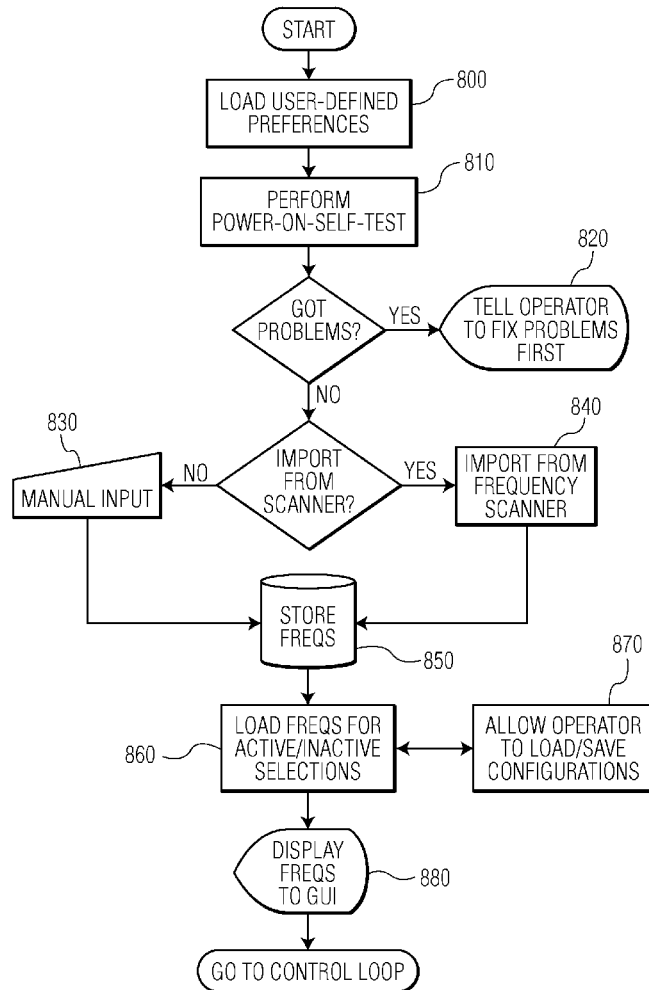 START
800
LOAD USER-DEFINED
PREFERENCES
810
PERFORM
POWER-ON-SELF-TEST
820
GOT
PROBLEMS?
YES
TELL OPERATOR
TO FIX PROBLEMS
FIRST
NO
830
840
MANUAL INPUT
NO
IMPORT
FROM
SCANNER?
YES
IMPORT FROM
FREQUENCY
SCANNER
STORE
FREQS
850
870
860
LOAD FREQS FOR
ACTIVE/INACTIVE
SELECTIONS
ALLOW OPERATOR
TO LOAD/SAVE
CONFIGURATIONS
DISPLAY
FREQS
TO GUI
880
GO TO CONTROL LOOP